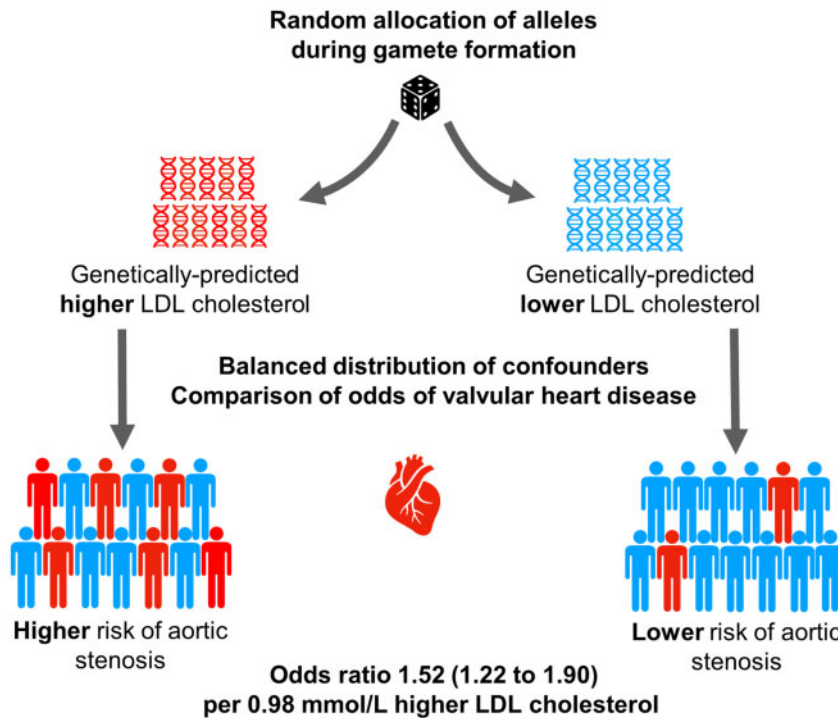 Random allocation of alleles
during gamete formation
Genetically-predicted
higher LDL cholesterol
Genetically-predicted
lower LDL cholesterol
Balanced distribution of confounders
Comparison of odds of valvular heart disease
Higher risk of aortic
stenosis
Lower risk of aortic
stenosis
Odds ratio 1.52 (1.22 to 1.90)
per 0.98 mmol/L higher LDL cholesterol